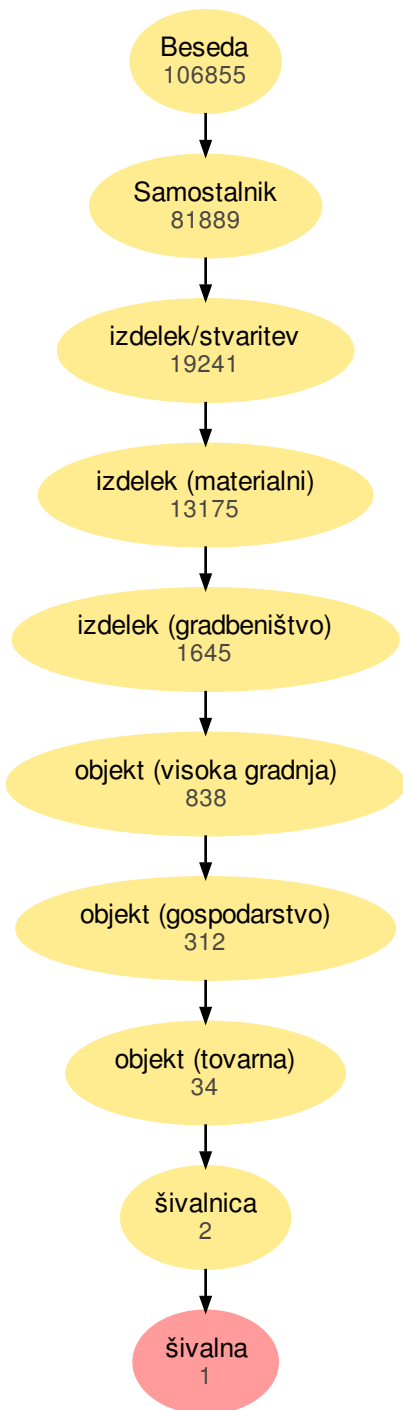 Beseda
106855
Samostalnik
81889
izdelek/stvaritev
19241
izdelek (materialni)
13175
izdelek (gradbeništvo)
1645
objekt (visoka gradnja)
838
objekt (gospodarstvo)
312
objekt (tovarna)
34
šivalnica
2
šivalna
1